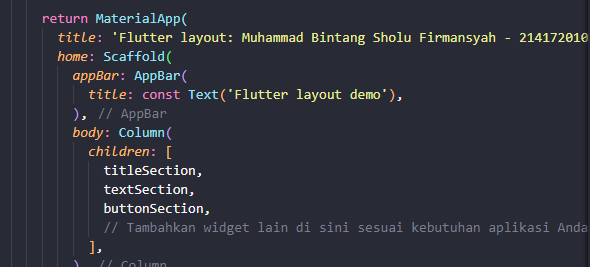 return MaterialApp(
title: 'Flutter layout: Muhammad Bintang Sholu Firmansyah - 214172010
home: Scaffold(
appBar: AppBar(
title: const Text('Flutter layout demo'),
), // AppBar
body: Column(
children: [
titleSection,
textSection,
buttonSection,
// Tambahkan widget lain di sini sesuai kebutuhan aplikasi Anda
],
), // Column